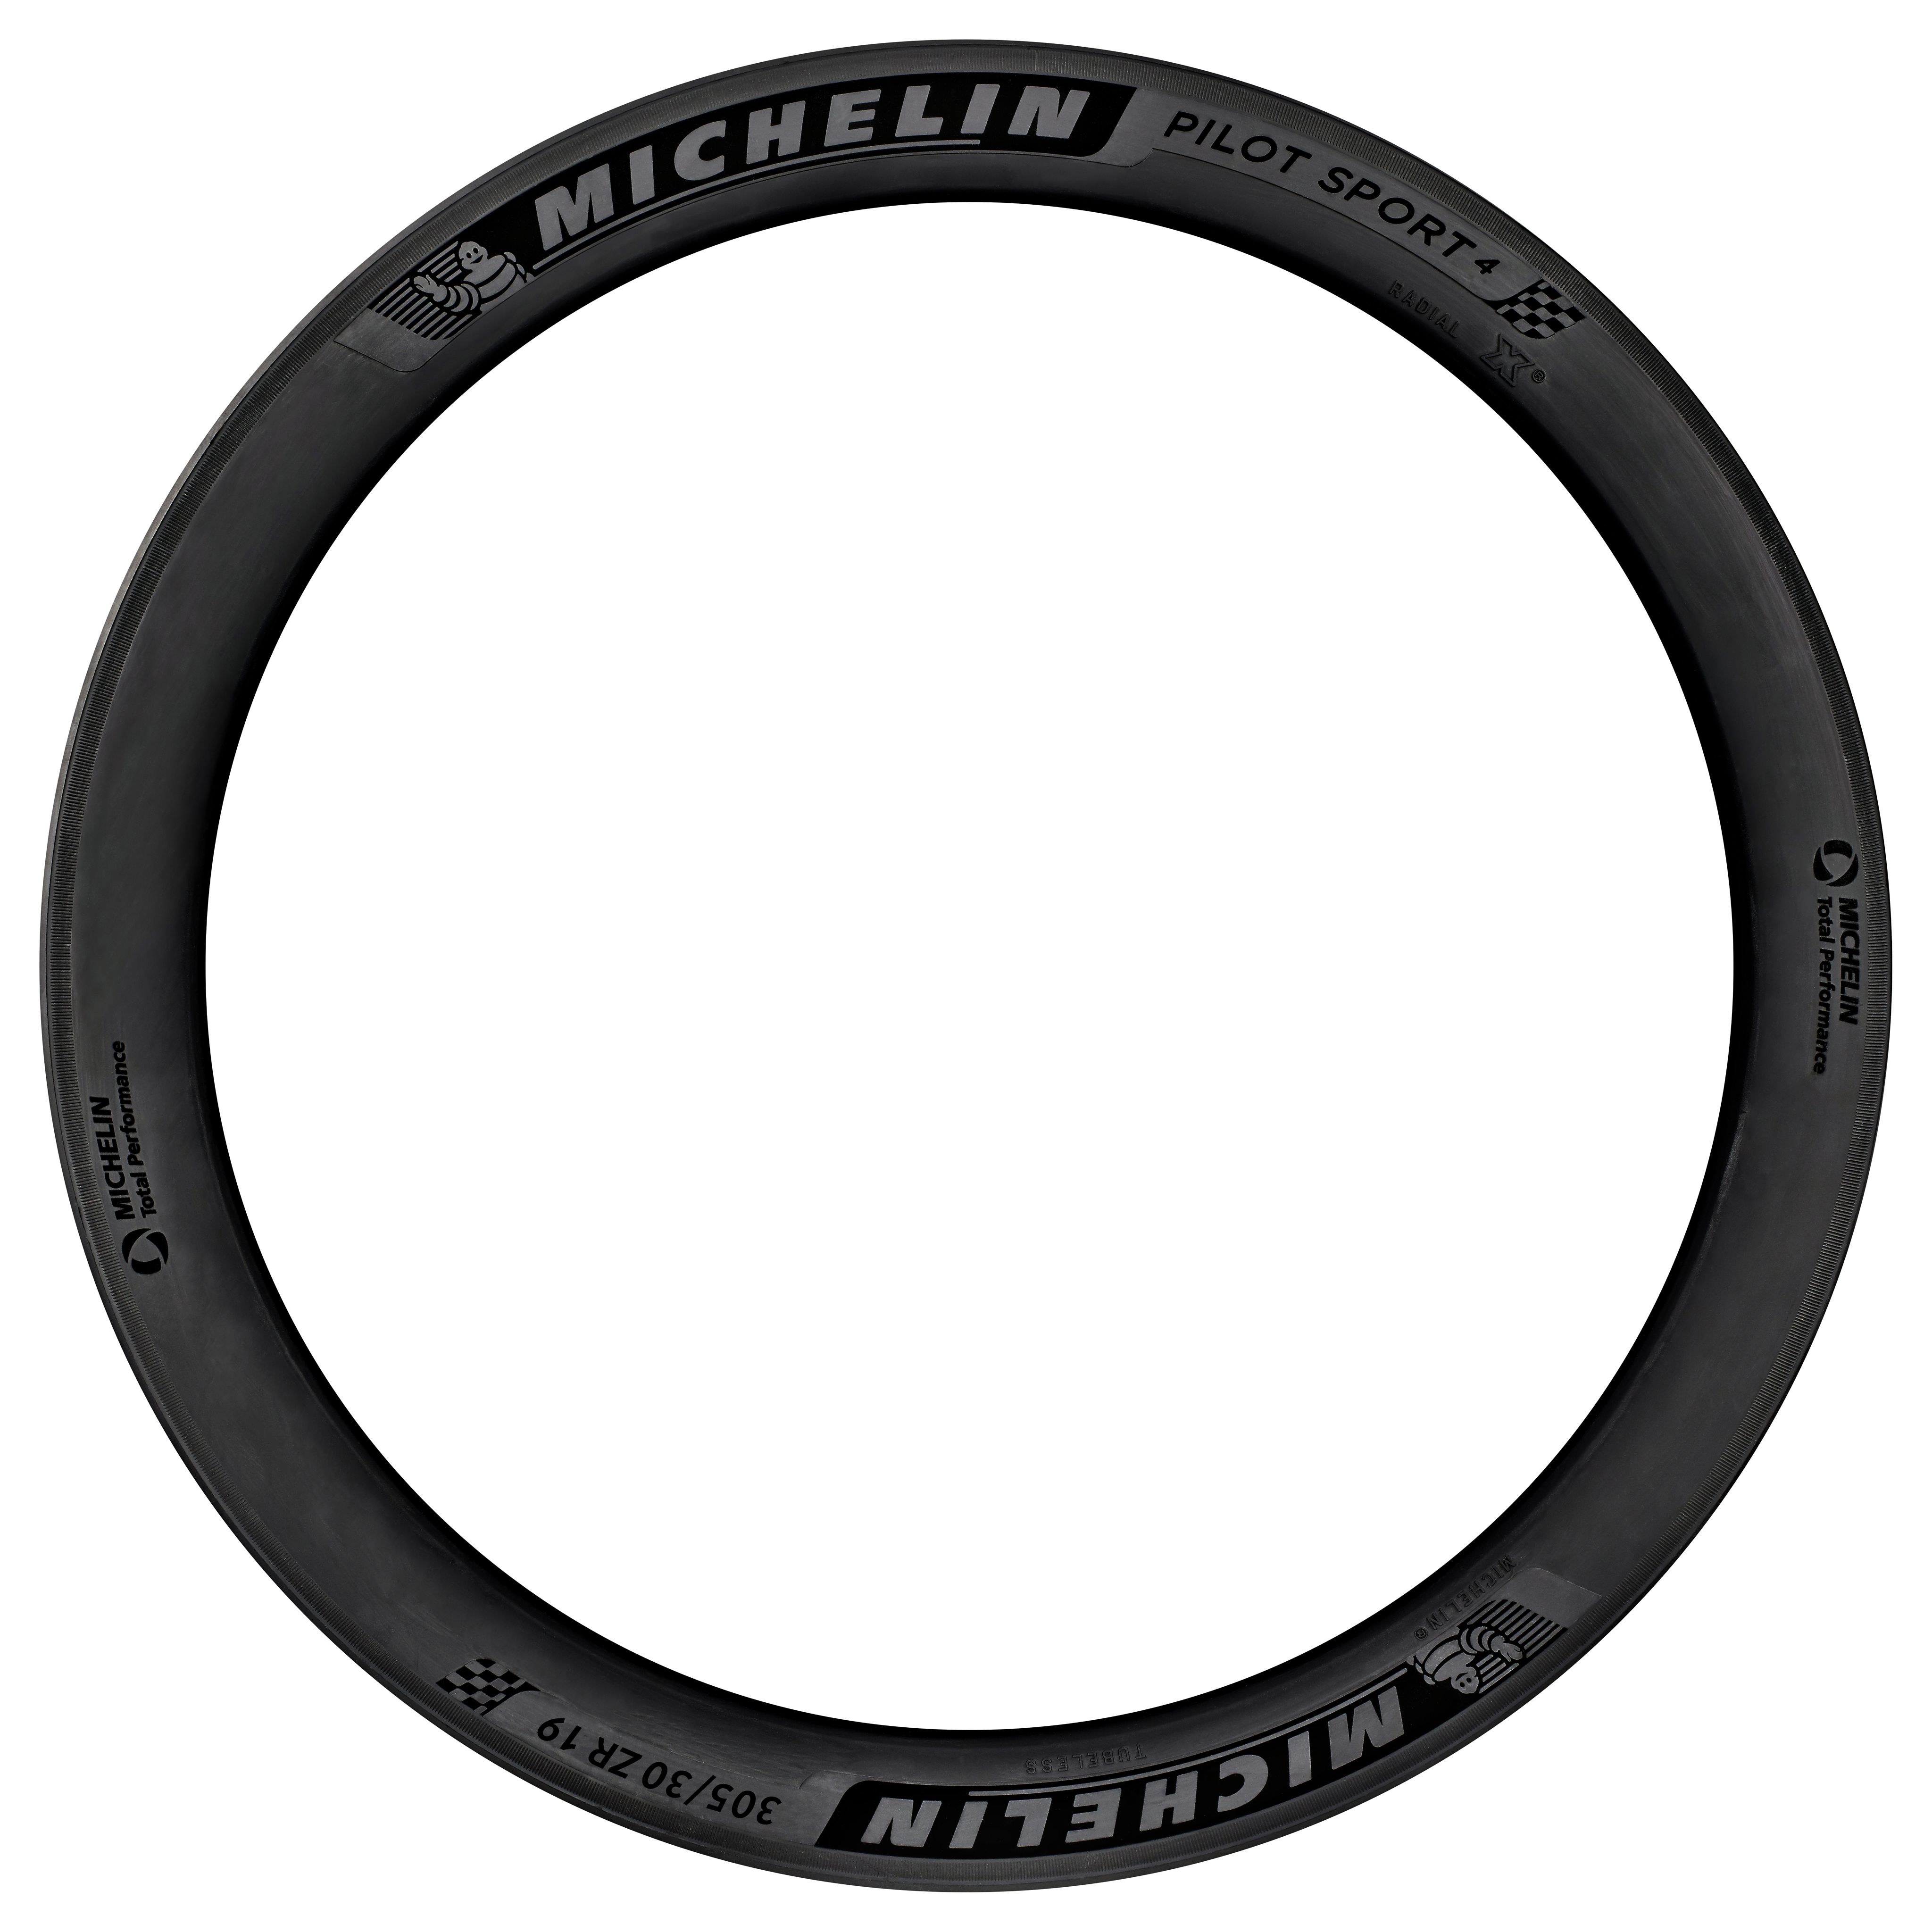 MICHELIN
PILOT SPORT 4
RADIAL X®
MICHELIN
Total Performance
MICHELIN®
MICHELIN
TUBELESS
305/30 ZR 19
MICHELIN
Total Performance